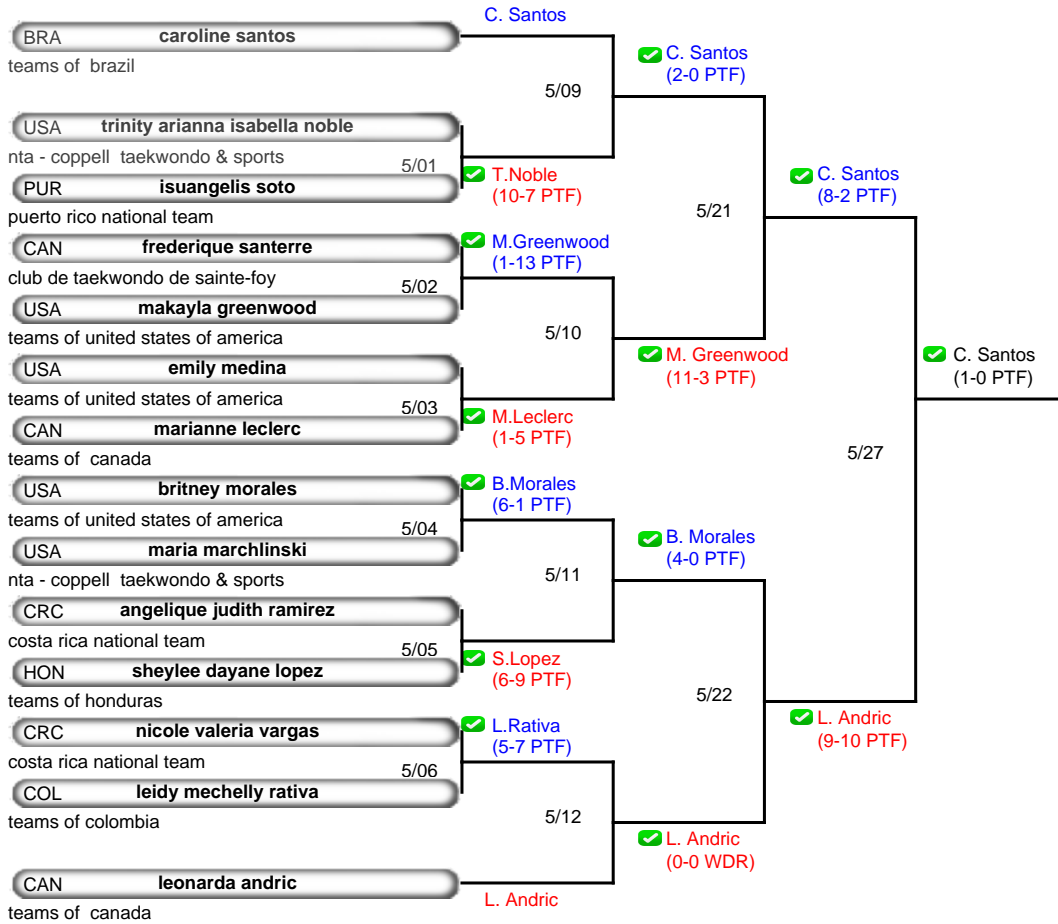 C. Santos
BRA caroline santos
teams of brazil
C. Santos
(2-0 PTF)
5/09
USA trinity arianna isabella noble
nta - coppell taekwondo & sports
5/01
T.Noble
(10-7 PTF)
PUR isuangelis soto
puerto rico national team
C. Santos
(8-2 PTF)
5/21
CAN frederique santerre
club de taekwondo de sainte-foy
M.Greenwood
(1-13 PTF)
5/02
USA makayla greenwood
teams of united states of america
5/10
M. Greenwood
(11-3 PTF)
C. Santos
(1-0 PTF)
USA emily medina
teams of united states of america
5/03
M.Leclerc
(1-5 PTF)
CAN marianne leclerc
teams of canada
5/27
USA britney morales
teams of united states of america
B.Morales
(6-1 PTF)
5/04
USA maria marchlinski
nta - coppell taekwondo & sports
B. Morales
(4-0 PTF)
5/11
CRC angelique judith ramirez
costa rica national team
5/05
S.Lopez
(6-9 PTF)
HON sheylee dayane lopez
teams of honduras
5/22
L. Andric
(9-10 PTF)
CRC nicole valeria vargas
costa rica national team
L.Rativa
(5-7 PTF)
5/06
COL leidy mechelly rativa
teams of colombia
5/12
L. Andric
(0-0 WDR)
CAN leonarda andric
teams of canada
L. Andric